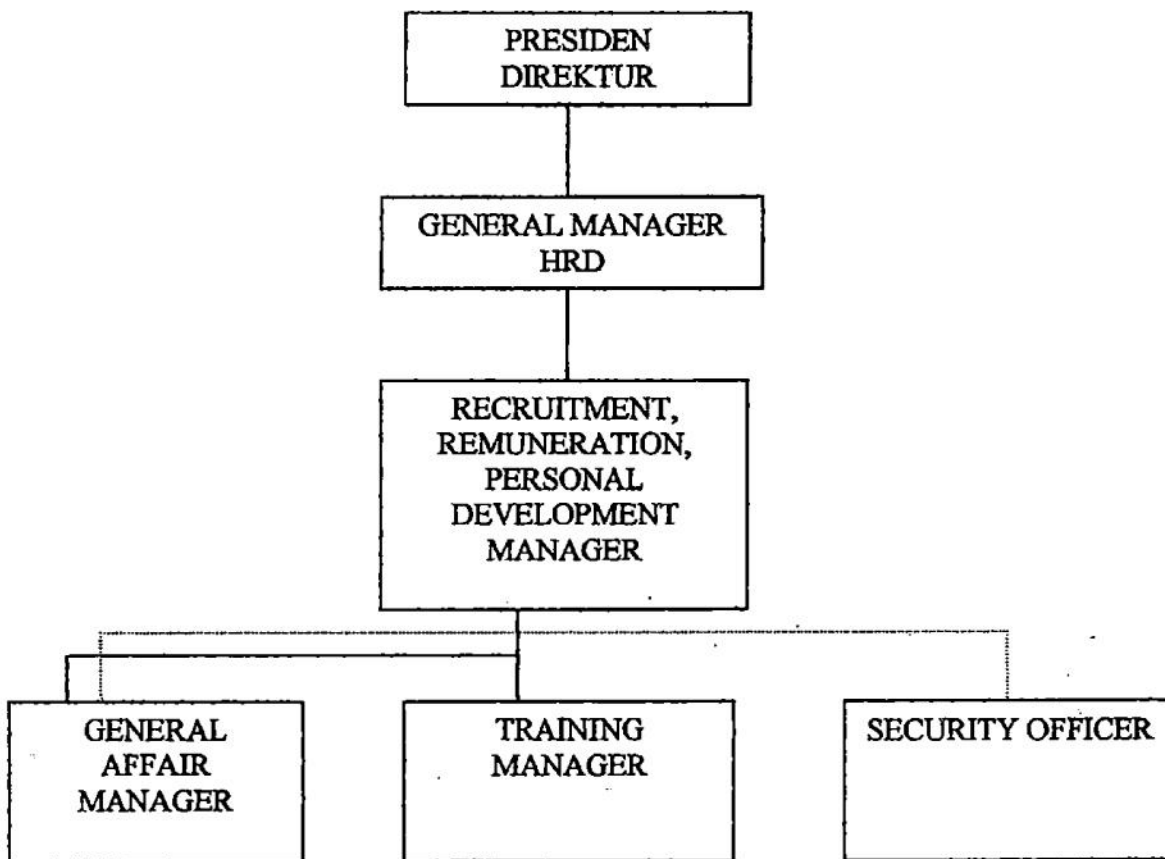 PRESIDEN
DIREKTUR
GENERAL MANAGER
HRD
RECRUITMENT,
REMUNERATION,
PERSONAL
DEVELOPMENT
MANAGER
GENERAL
AFFAIR
MANAGER
TRAINING
MANAGER
SECURITY OFFICER